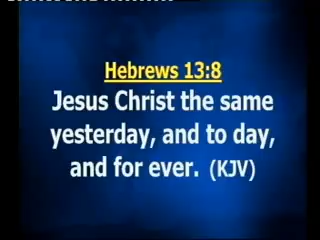 Hebrews 13:8
Jesus Christ the same
yesterday, and to day,
and for ever. (KJV)